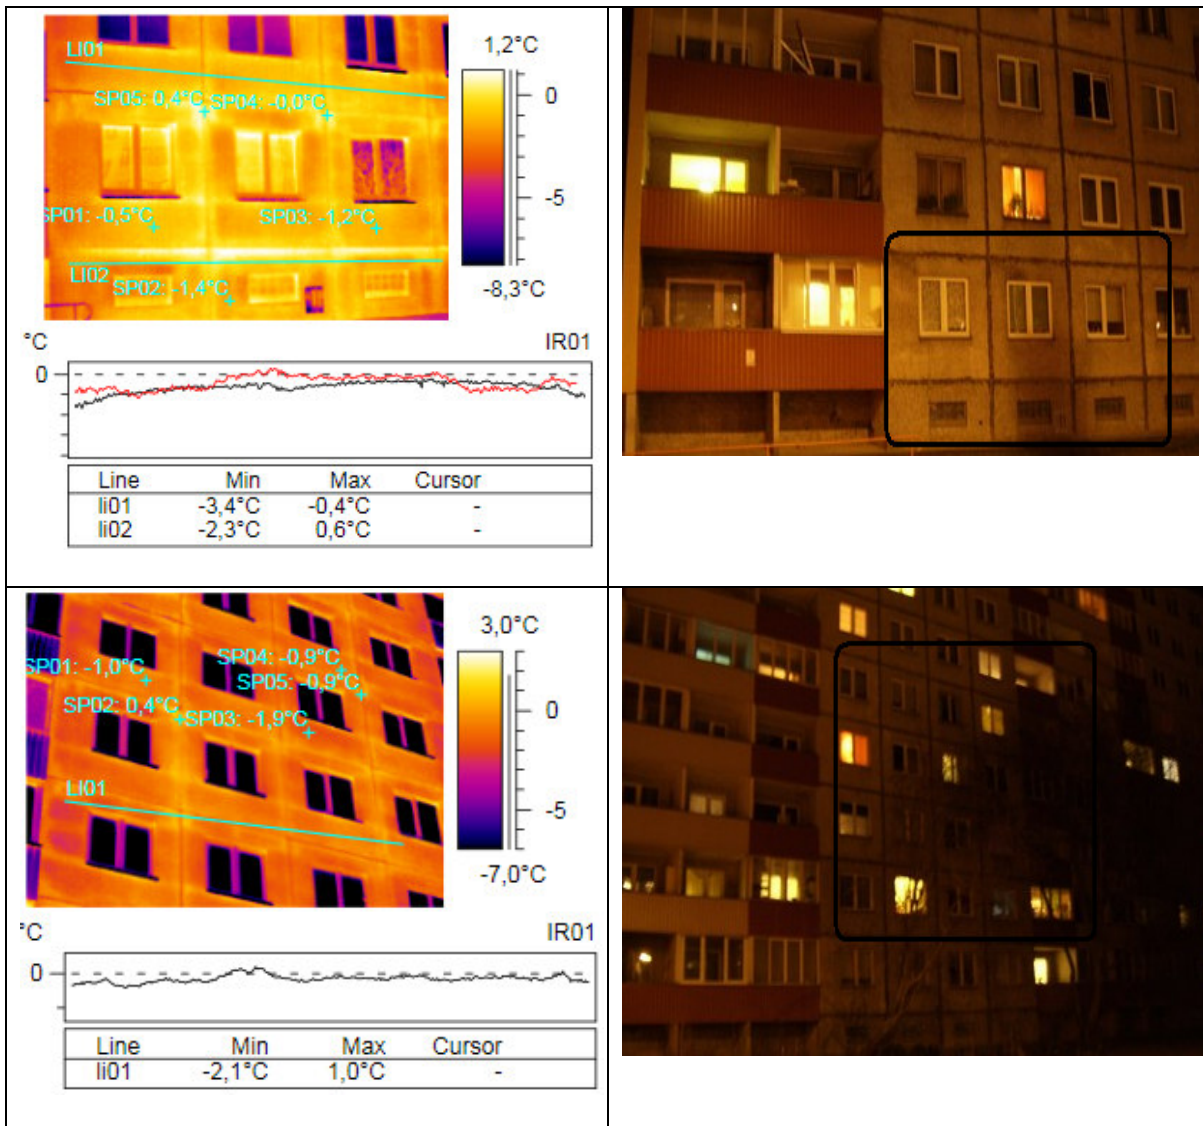 LI01
SP05: 0,4°C SP04: -0,0°C
SP01: -0,5°C SP03: -1,2°C
LI02
SP02: -1,4°C
1,2°C
0
-5
-8,3°C
°C IR01
0
Line Min Max Cursor
li01 -3,4°C -0,4°C -
li02 -2,3°C 0,6°C -
SP01: -1,0°C SP04: -0,9°C
SP05: -0,9°C
SP02: 0,4°C SP03: -1,9°C
LI01
3,0°C
0
-5
-7,0°C
°C IR01
0
Line Min Max Cursor
li01 -2,1°C 1,0°C -